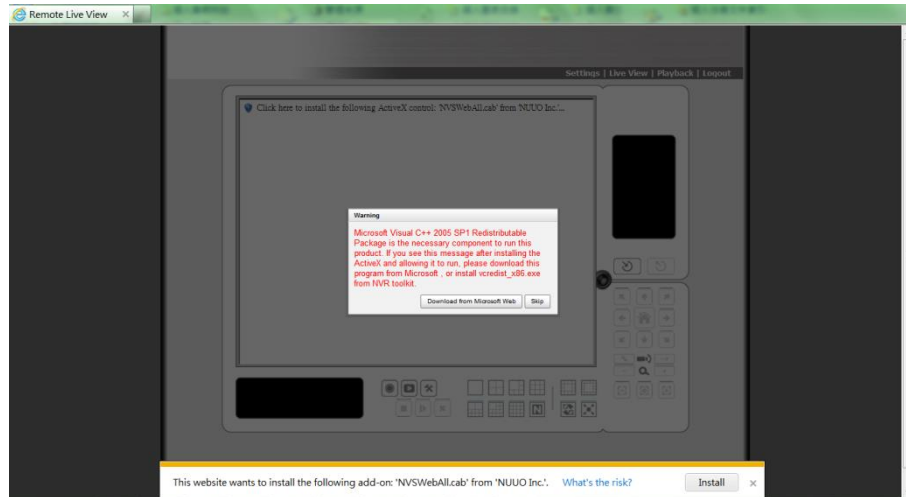 Remote Live View
Settings | Live View | Playback | Logout
Click here to install the following ActiveX control: 'NVSWebAll.cab' from 'NUUO Inc.'...
Warning
Microsoft Visual C++ 2005 SP1 Redistributable
Package is the necessary component to run this
product. If you see this message after installing the
ActiveX and allowing it to run, please download this
program from Microsoft , or install vcredist_x86.exe
from NVR toolkit.
Download from Microsoft Web Skip
N
This website wants to install the following add-on: 'NVSWebAll.cab' from 'NUUO Inc.'. What's the risk? Install